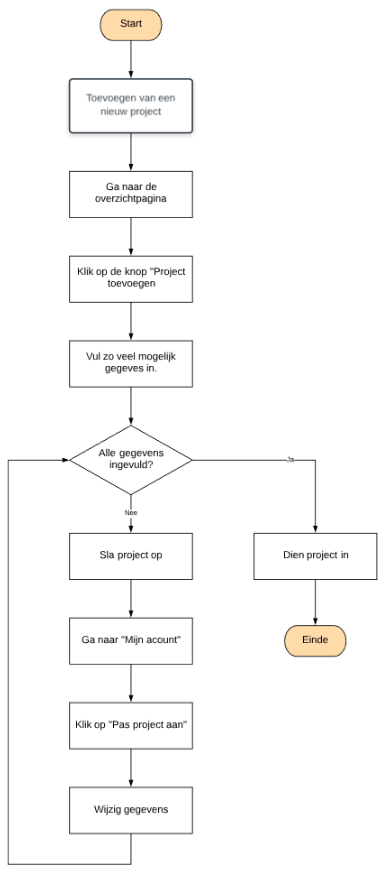 Start
Toevoegen van een
nieuw project
Ga naar de
overzichtpagina
Klik op de knop "Project
toevoegen
Vul zo veel mogelijk
gegeves in.
Alle gegevens
ingevuld?
Ja
Nee
Sla project op
Dien project in
Ga naar "Mijn acount"
Einde
Klik op "Pas project aan"
Wijzig gegevens